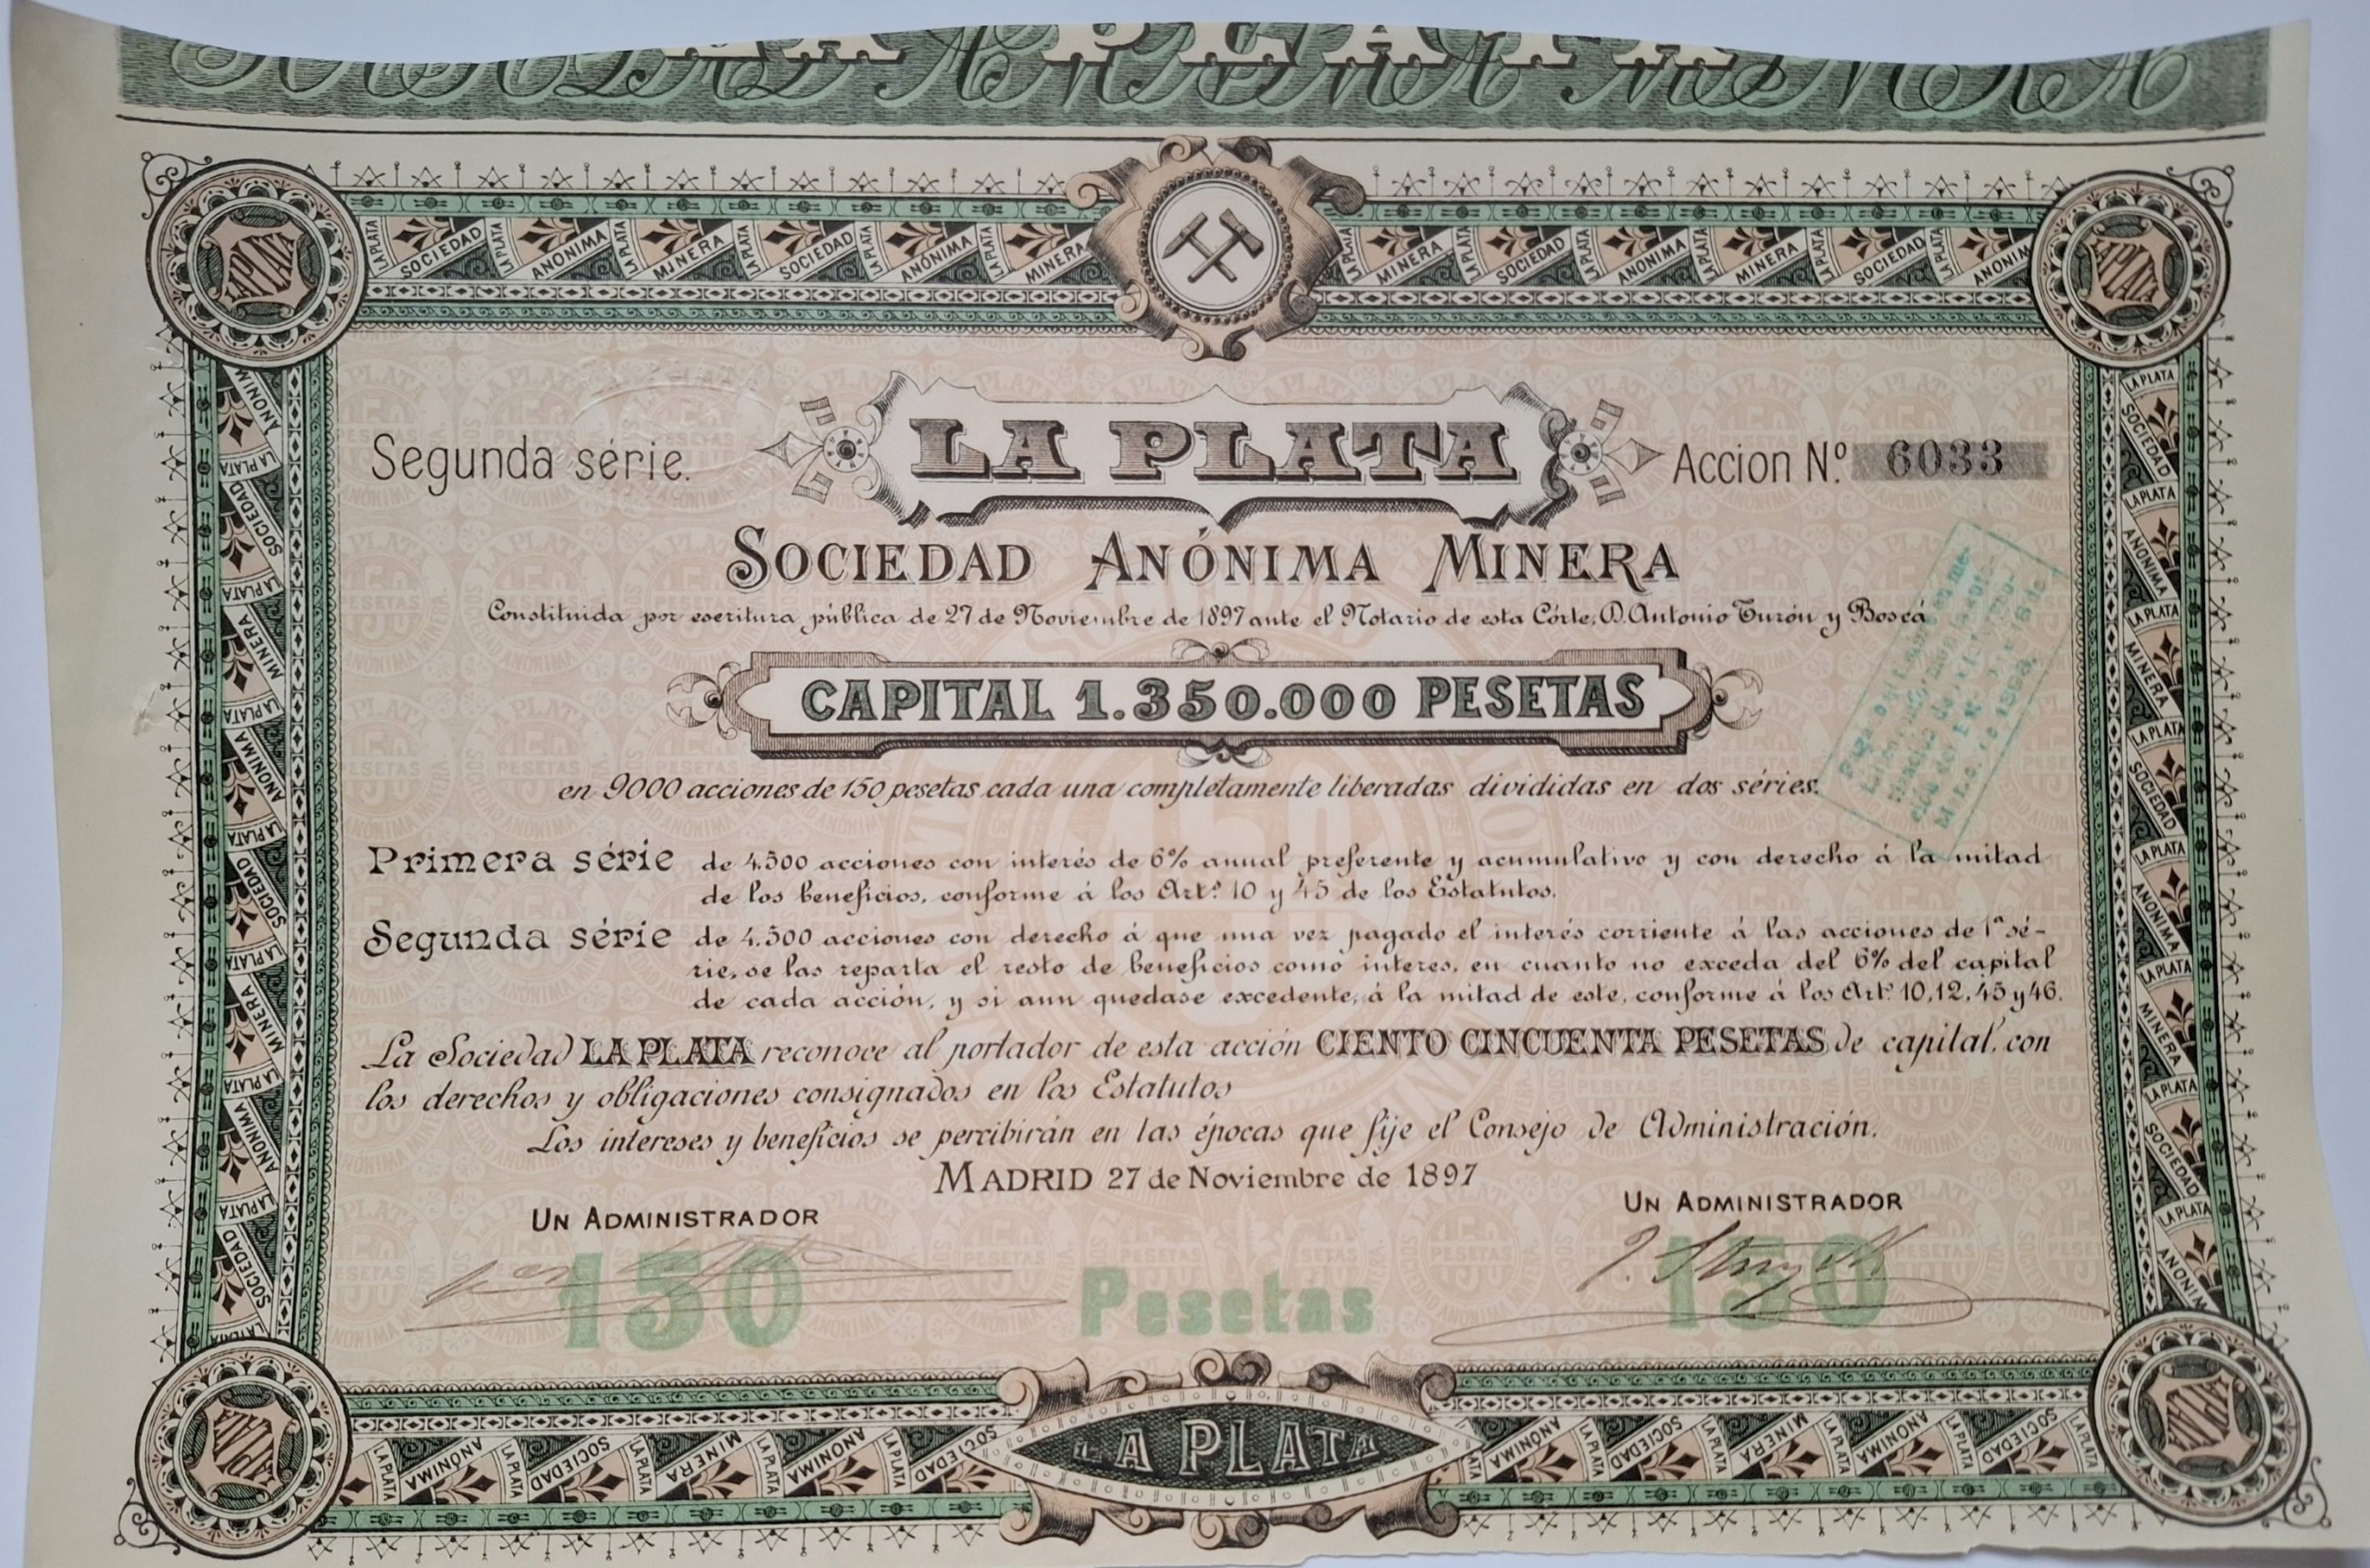 LA PLATA
Segunda série.
LA PLATA
Accion N.º 6033
SOCIEDAD ANÓNIMA MINERA
Constituida por escritura pública de 27 de Noviembre de 1897 ante el Notario de esta Córte, D. Antonio Turón y Boscá
CAPITAL 1.350.000 PESETAS
en 9000 acciones de 150 pesetas cada una completamente liberadas divididas en dos séries.
Primera série de 4.500 acciones con interés de 6% anual preferente y acumulativo y con derecho á la mitad
de los beneficios, conforme á los Art.s 10 y 45 de los Estatutos.
Segunda série de 4.500 acciones con derecho á que una vez pagado el interés corriente á las acciones de 1ª sé-
rie, se las reparta el resto de beneficios como interes, en cuanto no exceda del 6% del capital
de cada acción, y si aun quedase excedente, á la mitad de este, conforme á los Art.s 10, 12, 45 y 46.
La Sociedad LA PLATA reconoce al portador de esta acción CIENTO CINCUENTA PESETAS de capital, con
los derechos y obligaciones consignados en los Estatutos
Los intereses y beneficios se percibirán en las épocas que fije el Consejo de Administración.
MADRID 27 de Noviembre de 1897
UN ADMINISTRADOR
UN ADMINISTRADOR
150 Pesetas 150
LA PLATA